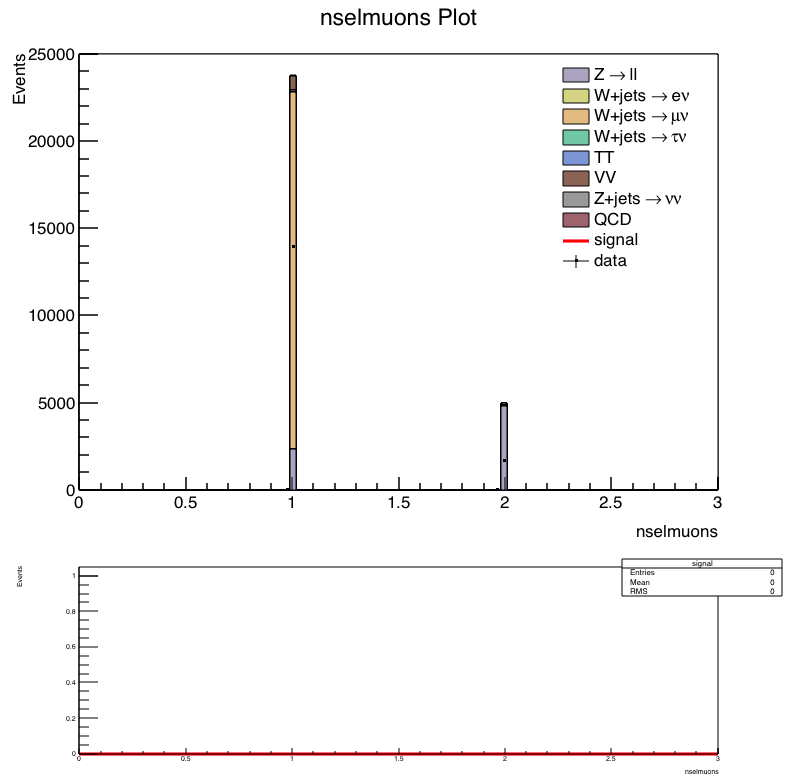 nselmuons Plot
Events
25000
20000
15000
10000
5000
0
Z → ll
W+jets → eν
W+jets → μν
W+jets → τν
TT
VV
Z+jets → νν
QCD
signal
data
0 0.5 1 1.5 2 2.5 3
nselmuons
Events
signal
Entries 0
Mean 0
RMS 0
1
0.8
0.6
0.4
0.2
0
0 0.5 1 1.5 2 2.5 3
nselmuons